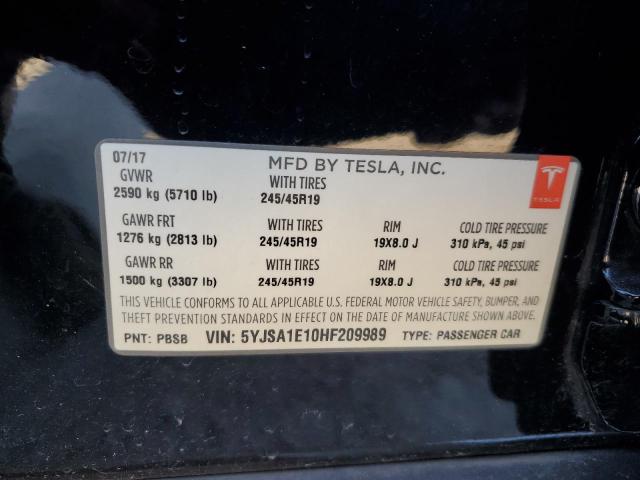 07/17 MFD BY TESLA, INC.
GVWR WITH TIRES
2590 kg (5710 lb) 245/45R19
TESLA
GAWR FRT WITH TIRES RIM COLD TIRE PRESSURE
1276 kg (2813 lb) 245/45R19 19X8.0 J 310 kPa, 45 psi
GAWR RR WITH TIRES RIM COLD TIRE PRESSURE
1500 kg (3307 lb) 245/45R19 19X8.0 J 310 kPa, 45 psi
THIS VEHICLE CONFORMS TO ALL APPLICABLE U.S. FEDERAL MOTOR VEHICLE SAFETY, BUMPER, AND
THEFT PREVENTION STANDARDS IN EFFECT ON THE DATE OF MANUFACTURE SHOWN ABOVE.
PNT: PBSB VIN: 5YJSA1E10HF209989 TYPE: PASSENGER CAR